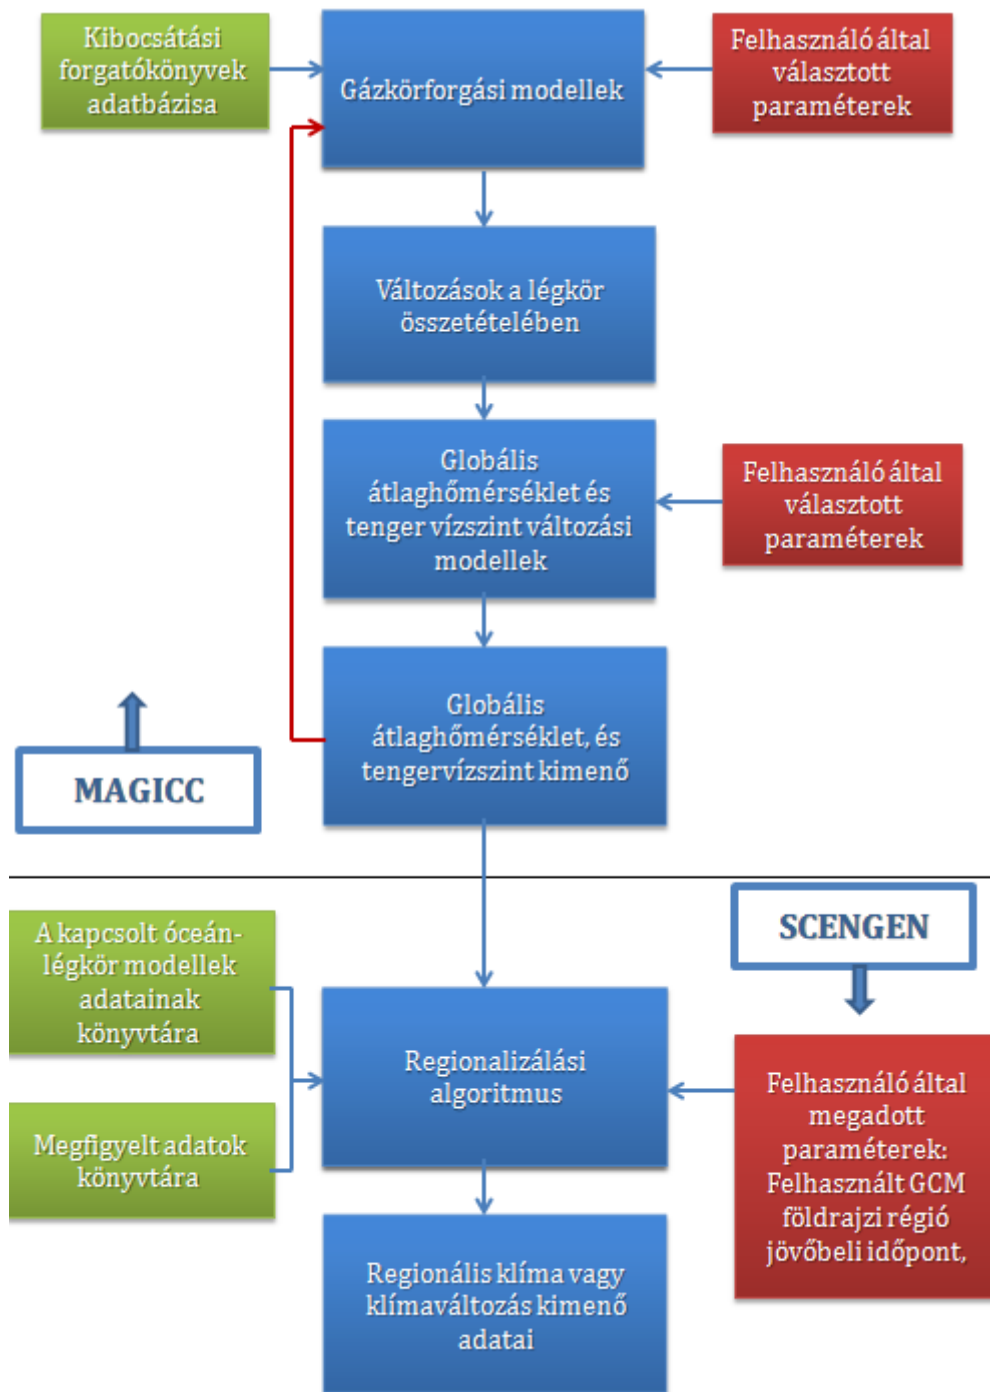 Kibocsátási
forgatókönyvek
adatbázisa
Gázkörforgási modellek
Felhasználó által
választott
paraméterek
Változások a légkör
összetételében
Globális
átlaghőmérséklet és
tenger vízszint változási
modellek
Felhasználó által
választott
paraméterek
Globális
átlaghőmérséklet, és
tengervízszint kimenő
MAGICC
SCENGEN
A kapcsolt óceán-
légkör modellek
adatainak
könyvtára
Regionalizálási
algoritmus
Felhasználó által
megadott
paraméterek:
Felhasznált GCM
földrajzi régió
jövőbeli időpont,
Megfigyelt adatok
könyvtára
Regionális klíma vagy
klímaváltozás kimenő
adatai